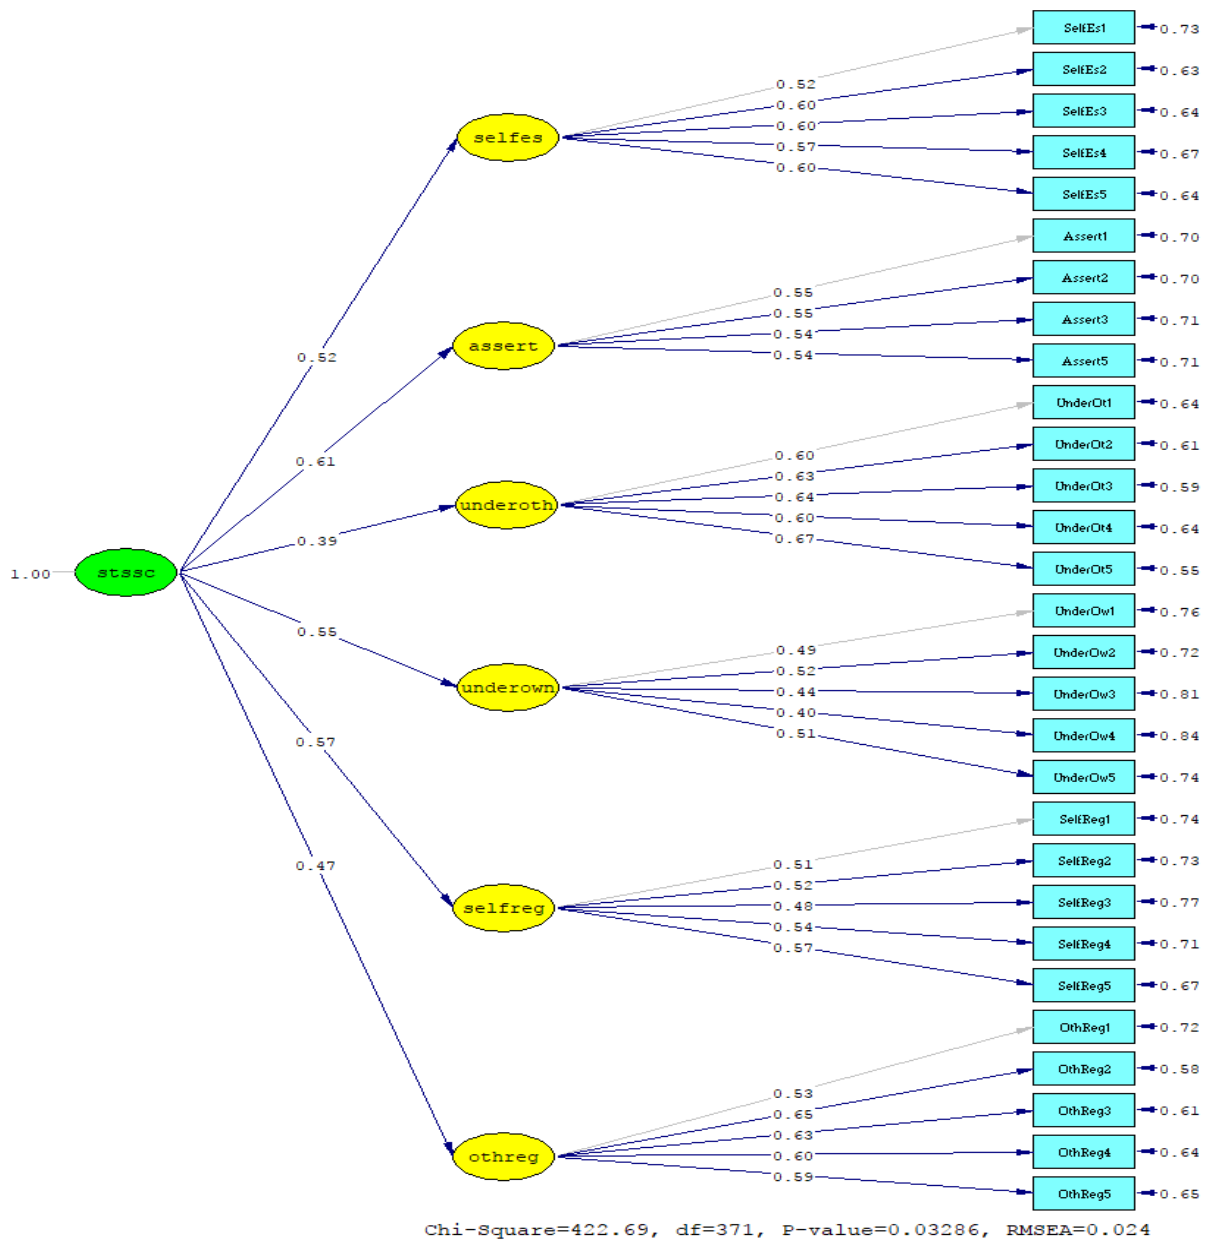 SelfEs1 0.73
SelfEs2 0.63
0.52
0.60
SelfEs3 0.64
0.60
selfes
0.57
SelfEs4 0.67
0.60
SelfEs5 0.64
Assert1 0.70
Assert2 0.70
0.55
0.55
Assert3 0.71
0.54
assert
0.52
0.54
Assert5 0.71
UnderOt1 0.64
UnderOt2 0.61
0.60
0.61
0.63
UnderOt3 0.59
0.64
underoth
0.60
UnderOt4 0.64
0.39
0.67
UnderOt5 0.55
1.00 stssc
UnderOw1 0.76
0.55
0.49
UnderOw2 0.72
0.52
underown
UnderOw3 0.81
0.44
0.40
0.51
UnderOw4 0.84
0.57
UnderOw5 0.74
SelfReg1 0.74
SelfReg2 0.73
0.51
0.47
0.52
SelfReg3 0.77
0.48
selfreg
0.54
SelfReg4 0.71
0.57
SelfReg5 0.67
OthReg1 0.72
OthReg2 0.58
0.53
0.65
OthReg3 0.61
0.63
OthReg4 0.64
0.60
othreg
0.59
OthReg5 0.65
Chi-Square=422.69, df=371, P-value=0.03286, RMSEA=0.024